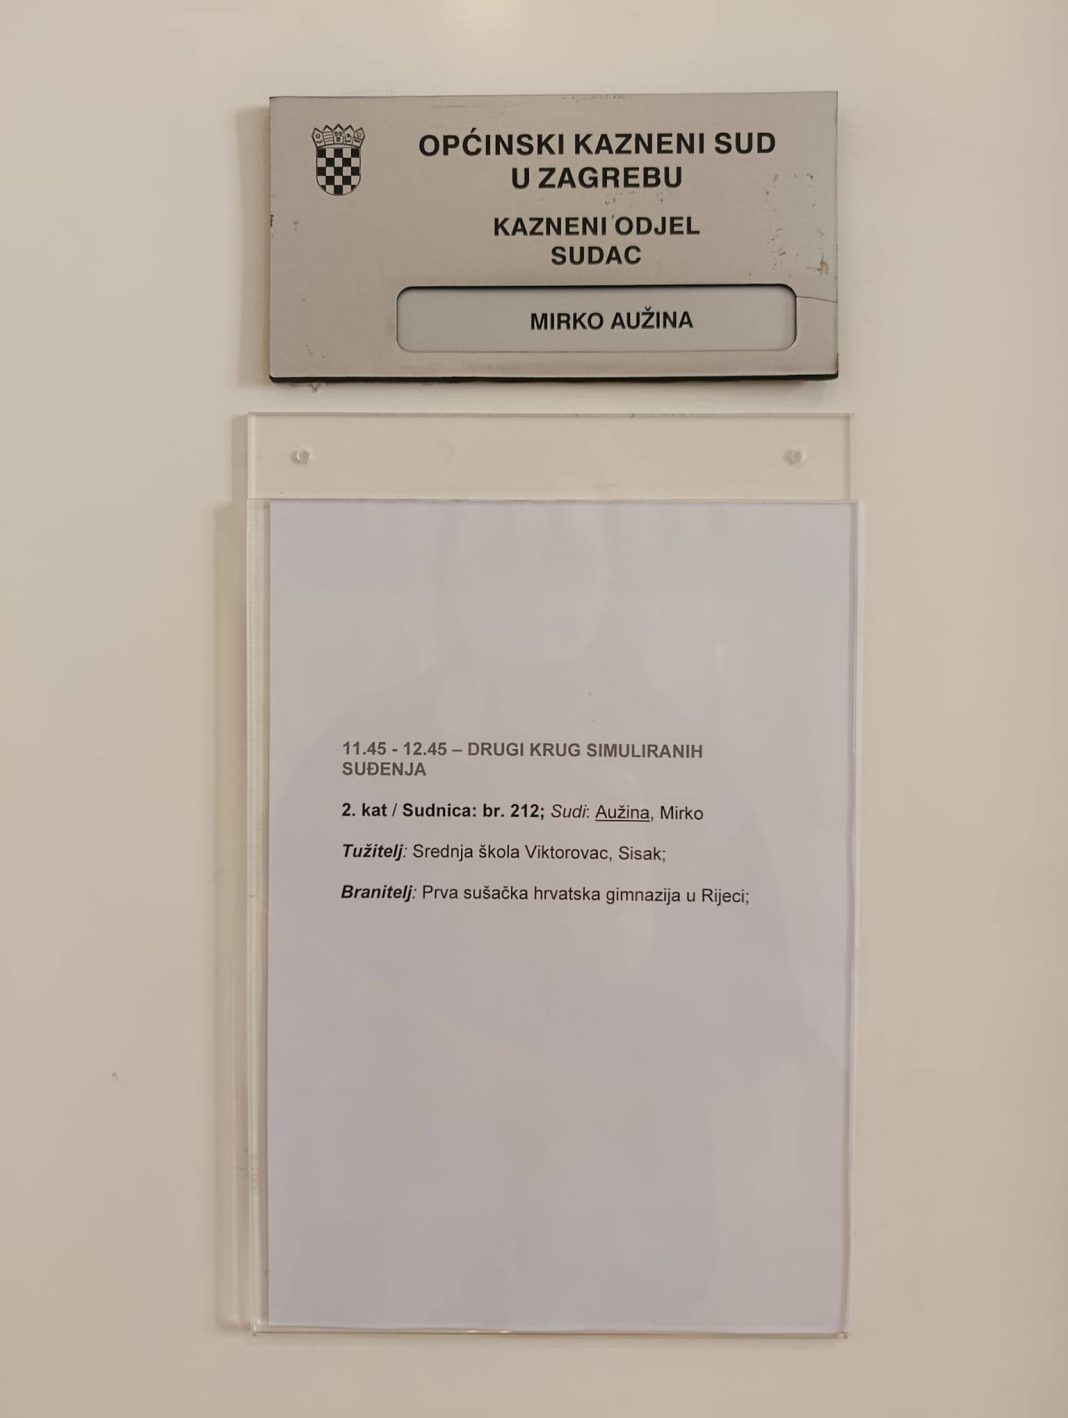 OPĆINSKI KAZNENI SUD
U ZAGREBU
KAZNENI ODJEL
SUDAC
MIRKO AUŽINA
11.45 - 12.45 – DRUGI KRUG SIMULIRANIH
SUĐENJA
2. kat / Sudnica: br. 212; Sudi: Aužina, Mirko
Tužitelj: Srednja škola Viktorovac, Sisak;
Branitelj: Prva sušačka hrvatska gimnazija u Rijeci;